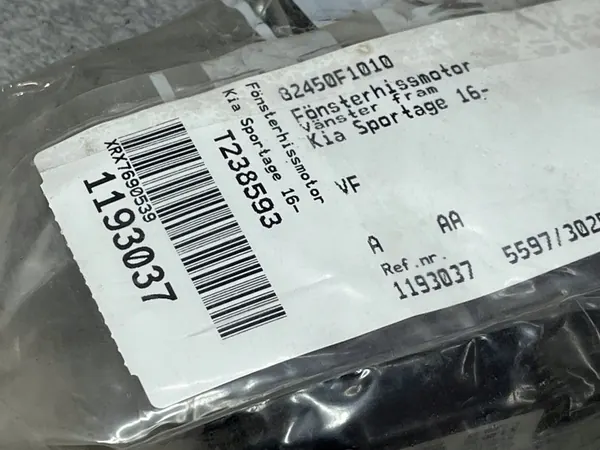 82450F1010
Fönsterhissmotor
vänster fram
Kia Sportage 16-
VF
A AA
Ref.nr.
1193037 5597/3025
Fönsterhissmotor
Kia Sportage 16-
T238593
XRX7690539
1193037